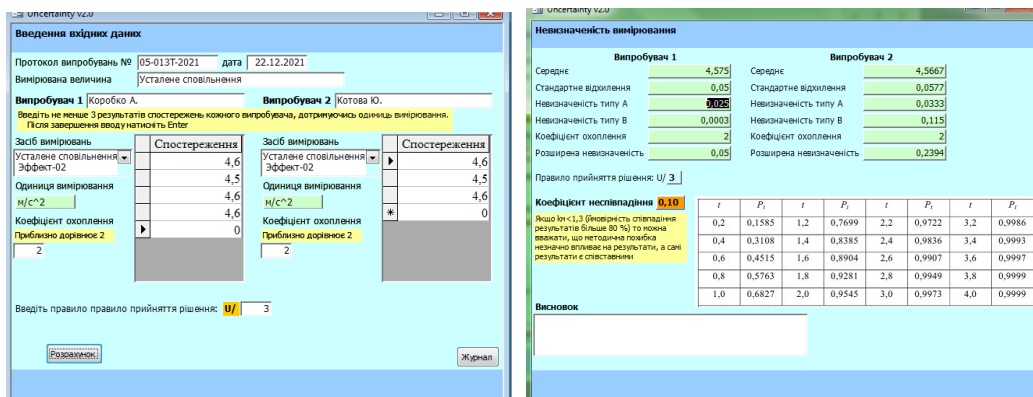 Uncertainty v2.0
Введення вхідних даних
Протокол випробувань № 05-013Т-2021 дата 22.12.2021
Вимірювана величина Усталене сповільнення
Випробувач 1 Коробко А. Випробувач 2 Котова Ю.
Введіть не менше 3 результатів спостережень кожного випробувача, дотримуючись одиниць вимірювання.
Після завершення вводу натисніть Enter
Засіб вимірювань
Усталене сповільнення
Эффект-02
Одиниця вимірювання
м/с^2
Коефіцієнт охоплення
Приблизно дорівнює 2
2
Спостереження
4,6
4,5
4,6
4,6
0
Засіб вимірювань
Усталене сповільнення
Эффект-02
Одиниця вимірювання
м/с^2
Коефіцієнт охоплення
Приблизно дорівнює 2
2
Спостереження
4,6
4,5
4,6
* 0
Введіть правило правило прийняття рішення: U/ 3
Розрахунок
Журнал
Uncertainty v2.0
Невизначеність вимірювання
Випробувач 1 Випробувач 2
Середнє 4,575 Середнє 4,5667
Стандартне відхилення 0,05 Стандартне відхилення 0,0577
Невизначеність типу А 0,025 Невизначеність типу А 0,0333
Невизначеність типу В 0,0003 Невизначеність типу В 0,115
Коефіцієнт охоплення 2 Коефіцієнт охоплення 2
Розширена невизначеність 0,05 Розширена невизначеність 0,2394
Правило прийняття рішення: U/ 3
Коефіцієнт неспівпадіння 0,10
Якщо kн<1,3 (ймовірність співпадіння
результатів більше 80 %) то можна
вважати, що методична похибка
незначно впливає на результати, а самі
результати є співставними
t Pt t Pt t Pt t Pt
0,2 0,1585 1,2 0,7699 2,2 0,9722 3,2 0,9986
0,4 0,3108 1,4 0,8385 2,4 0,9836 3,4 0,9993
0,6 0,4515 1,6 0,8904 2,6 0,9907 3,6 0,9997
0,8 0,5763 1,8 0,9281 2,8 0,9949 3,8 0,9999
1,0 0,6827 2,0 0,9545 3,0 0,9973 4,0 0,9999
Висновок